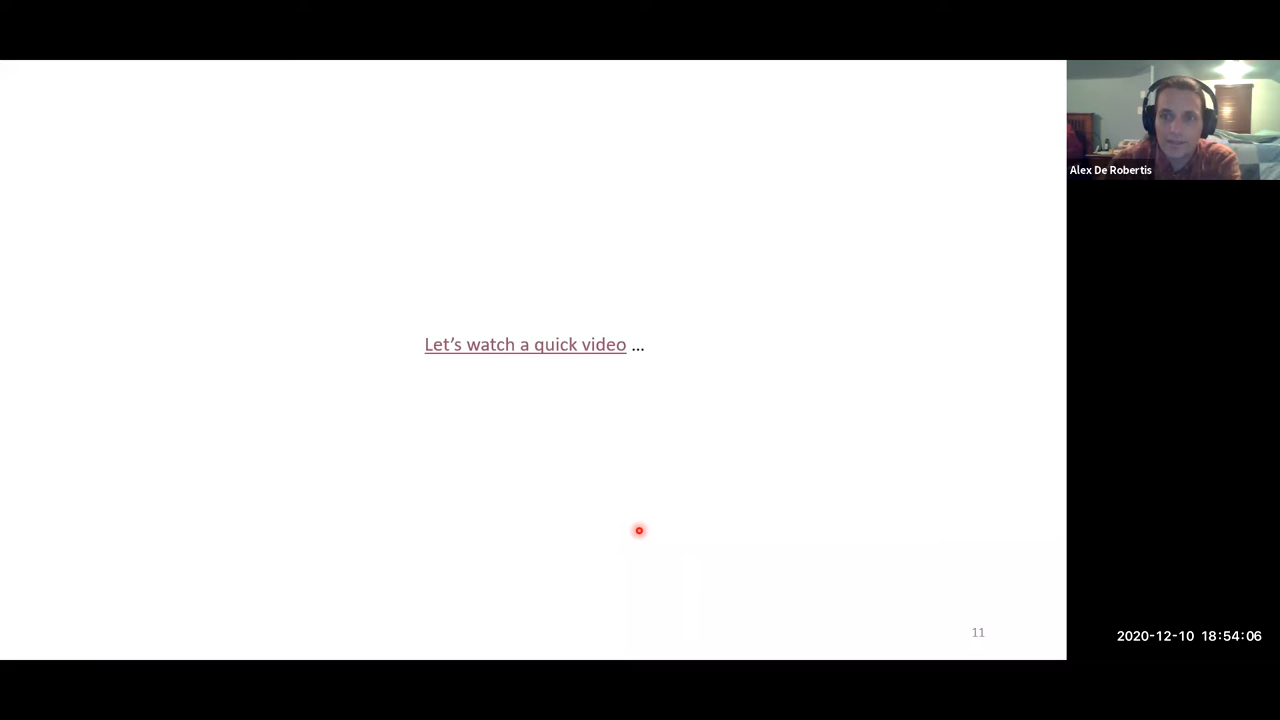 Alex De Robertis
Let’s watch a quick video ...
11
2020-12-10 18:54:06